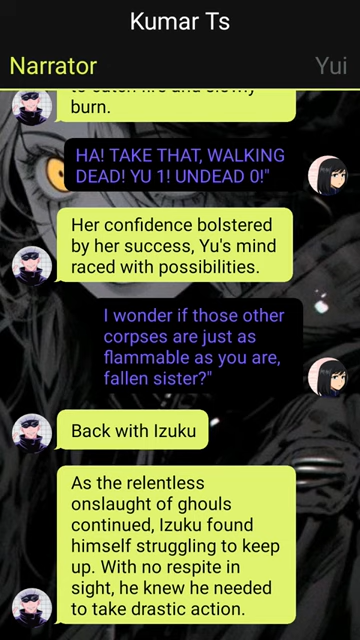 Kumar Ts
Narrator
Yui
burn.
HA! TAKE THAT, WALKING
DEAD! YU 1! UNDEAD 0!"
Her confidence bolstered
by her success, Yu's mind
raced with possibilities.
I wonder if those other
corpses are just as
flammable as you are,
fallen sister?"
Back with Izuku
As the relentless
onslaught of ghouls
continued, Izuku found
himself struggling to keep
up. With no respite in
sight, he knew he needed
to take drastic action.